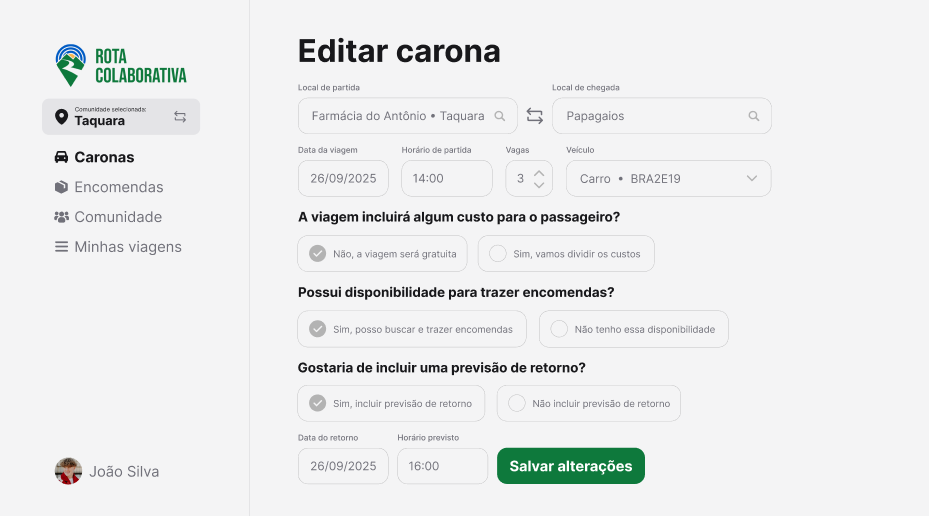 ROTA
COLABORATIVA
Comunidade selecionada:
Taquara
Caronas
Encomendas
Comunidade
Minhas viagens
João Silva
Editar carona
Local de partida
Local de chegada
Farmácia do Antônio • Taquara
Papagaios
Data da viagem
Horário de partida
Vagas
Veículo
26/09/2025
14:00
3
Carro • BRA2E19
A viagem incluirá algum custo para o passageiro?
Não, a viagem será gratuita
Sim, vamos dividir os custos
Possui disponibilidade para trazer encomendas?
Sim, posso buscar e trazer encomendas
Não tenho essa disponibilidade
Gostaria de incluir uma previsão de retorno?
Sim, incluir previsão de retorno
Não incluir previsão de retorno
Data do retorno
Horário previsto
26/09/2025
16:00
Salvar alterações